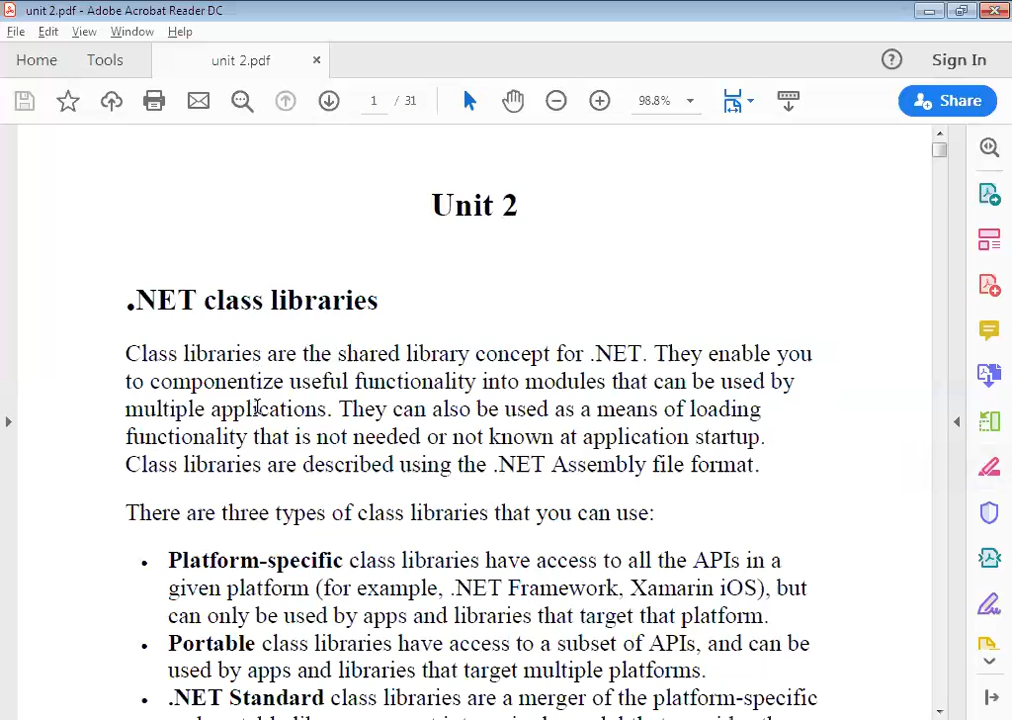 unit 2.pdf - Adobe Acrobat Reader DC
File Edit View Window Help
Home Tools unit 2.pdf × Sign In
1 / 31 98.8% Share
Unit 2
.NET class libraries
Class libraries are the shared library concept for .NET. They enable you
to componentize useful functionality into modules that can be used by
multiple applications. They can also be used as a means of loading
functionality that is not needed or not known at application startup.
Class libraries are described using the .NET Assembly file format.
There are three types of class libraries that you can use:
• Platform-specific class libraries have access to all the APIs in a
given platform (for example, .NET Framework, Xamarin iOS), but
can only be used by apps and libraries that target that platform.
• Portable class libraries have access to a subset of APIs, and can be
used by apps and libraries that target multiple platforms.
• .NET Standard class libraries are a merger of the platform-specific